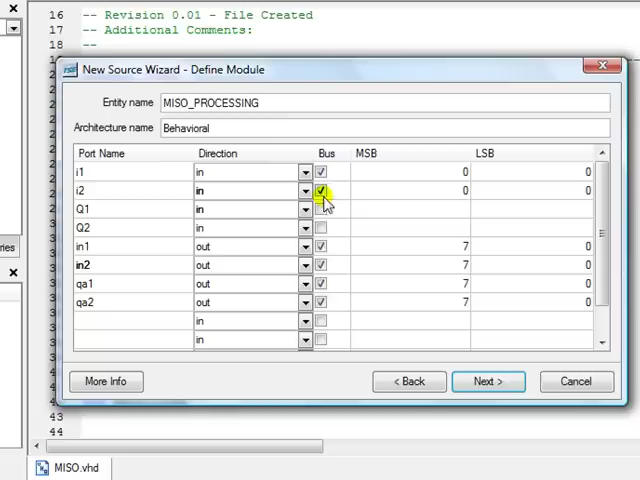 16 -- Revision 0.01 - File Created
17 -- Additional Comments:
18 --
New Source Wizard - Define Module
Entity name MISO_PROCESSING
Architecture name Behavioral
Port Name Direction Bus MSB LSB
i1 in 0 0
i2 in 0 0
Q1 in
Q2 in
in1 out 7 0
in2 out 7 0
qa1 out 7 0
qa2 out 7 0
in
in
ries
More Info < Back Next > Cancel
43
44
MISO.vhd